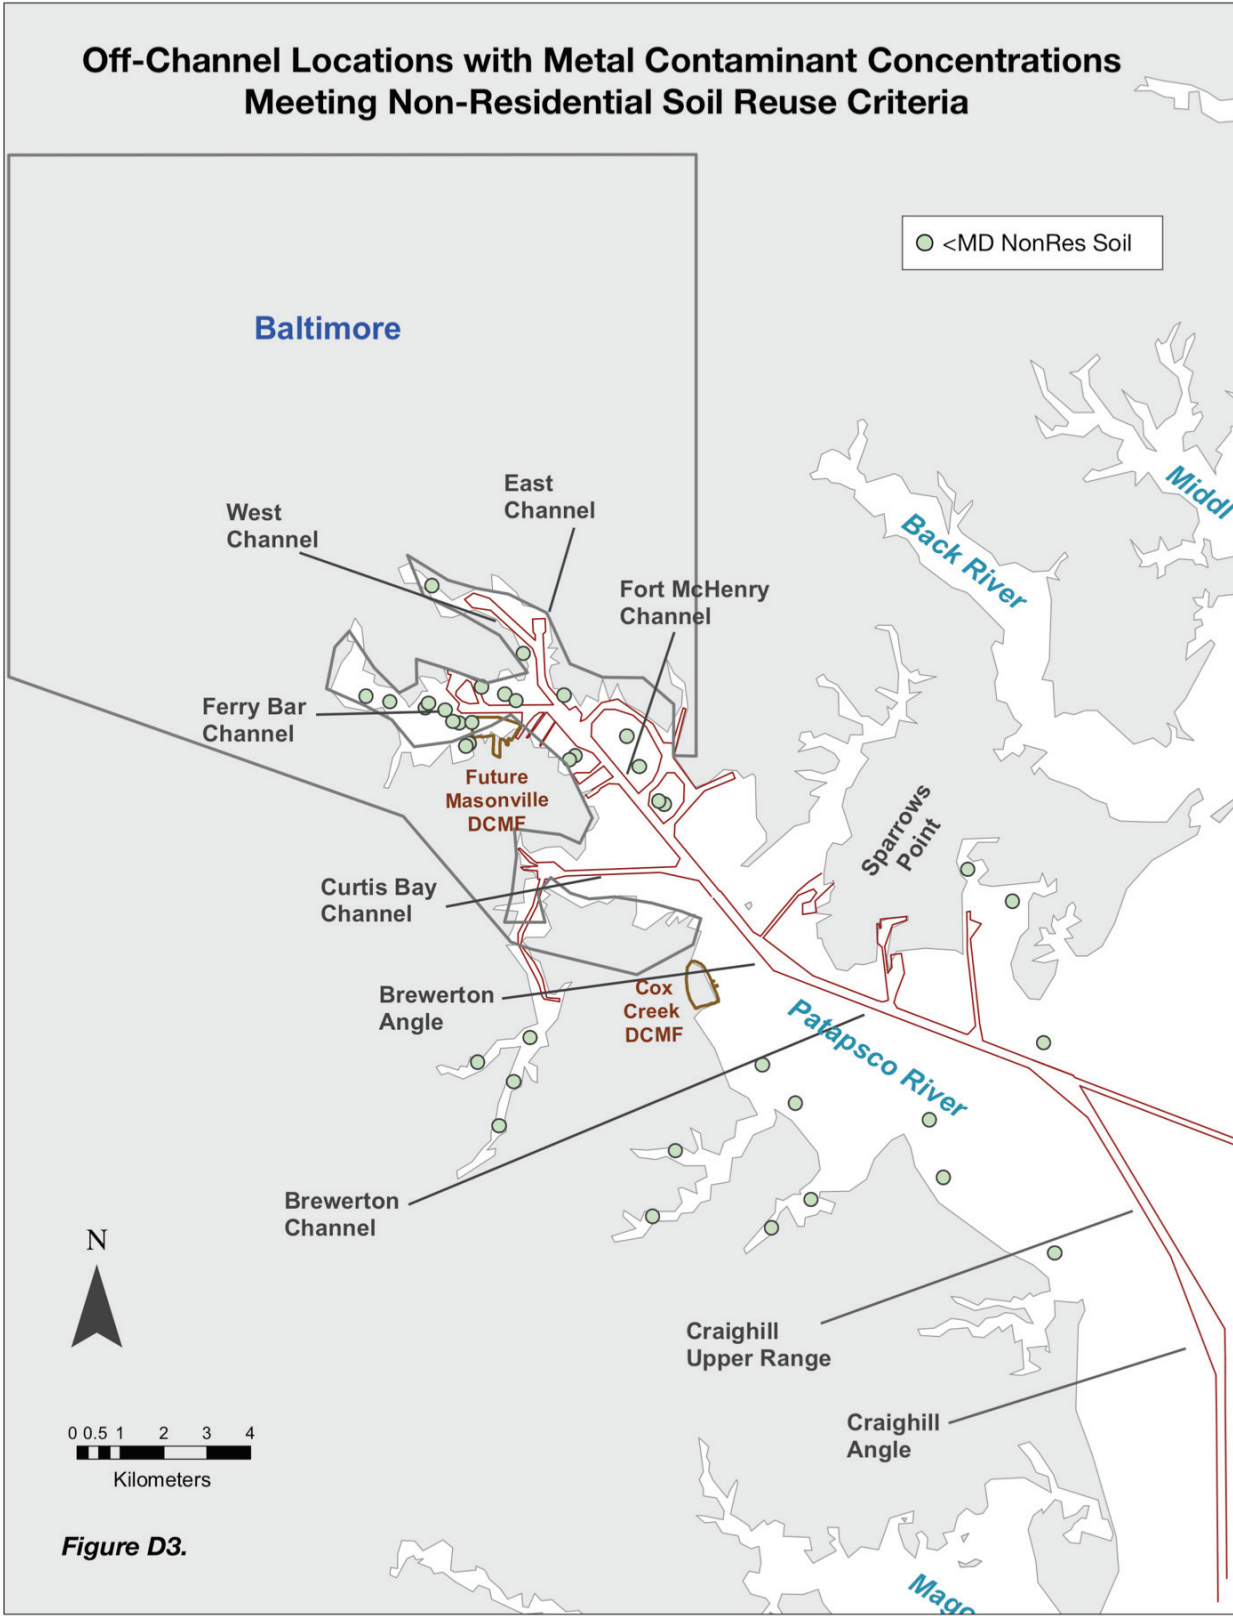 Off-Channel Locations with Metal Contaminant Concentrations
Meeting Non-Residential Soil Reuse Criteria
<MD NonRes Soil
Baltimore
Middl
Back River
East
Channel
West
Channel
Fort McHenry
Channel
Ferry Bar
Channel
Future
Masonville
DCMF
Sparrows
Point
Curtis Bay
Channel
Brewerton
Angle
Cox
Creek
DCMF
Patapsco River
Brewerton
Channel
N
Craighill
Upper Range
Craighill
Angle
0 0.5 1 2 3 4
Kilometers
Figure D3.
Mago